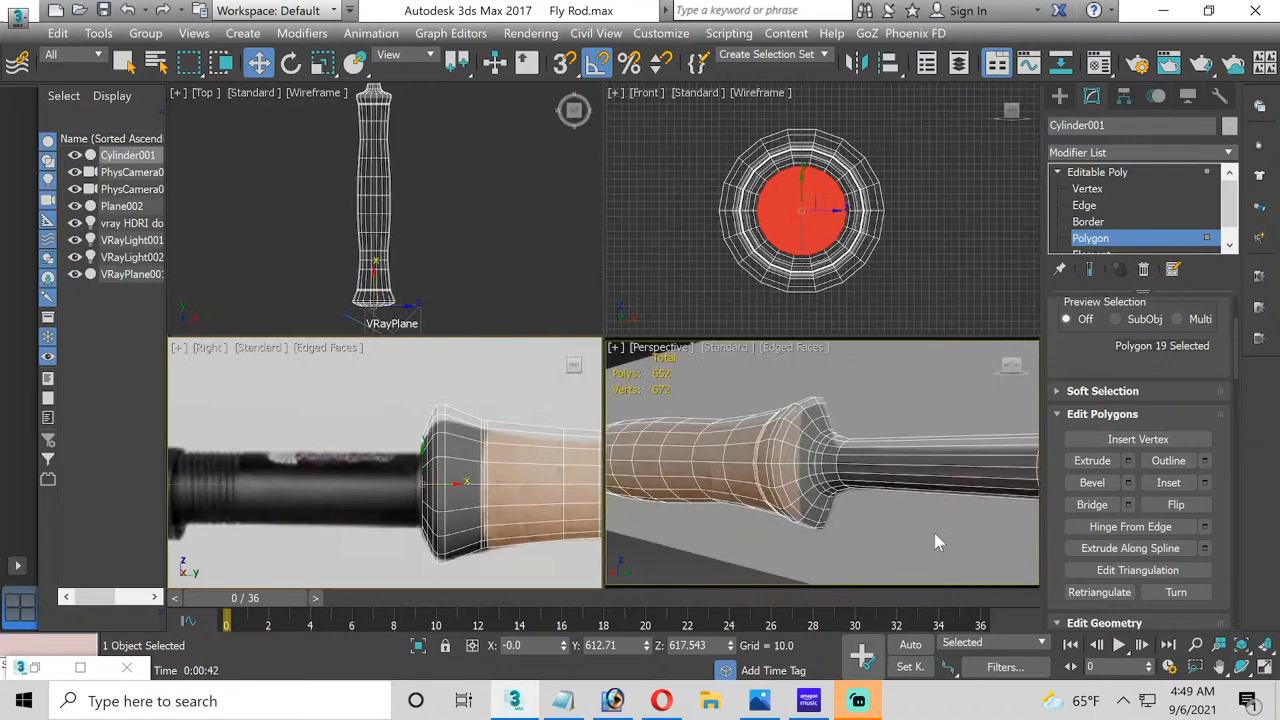 Workspace: Default
Autodesk 3ds Max 2017
Fly Rod.max
Type a keyword or phrase
Sign In
Edit
Tools
Group
Views
Create
Modifiers
Animation
Graph Editors
Rendering
Civil View
Customize
Scripting
Content
Help
GoZ
Phoenix FD
All
View
Create Selection Set
Select
Display
[+] [Top] [Standard] [Wireframe]
[+] [Front] [Standard] [Wireframe]
Name (Sorted Ascend
Cylinder001
PhysCamera0
PhysCamera0
Plane002
vray HDRI do
VRayLight001
VRayLight002
VRayPlane001
VRayPlane
Cylinder001
Modifier List
Editable Poly
Vertex
Edge
Border
Polygon
Element
Preview Selection
Off
SubObj
Multi
Polygon 19 Selected
Soft Selection
Edit Polygons
Insert Vertex
Extrude
Outline
Bevel
Inset
Bridge
Flip
Hinge From Edge
Extrude Along Spline
Edit Triangulation
Retriangulate
Turn
Edit Geometry
[+] [Right] [Standard] [Edged Faces]
[+] [Perspective] [Standard] [Edged Faces]
Total
Polys: 652
Verts: 672
0 / 36
0 2 4 6 8 10 12 14 16 18 20 22 24 26 28 30 32 34 36
1 Object Selected
X: -0.0
Y: 612.71
Z: 617.543
Grid = 10.0
Auto
Selected
Time: 0:00:42
Add Time Tag
Set K.
Filters...
0
Type here to search
65°F
4:49 AM
9/6/2021